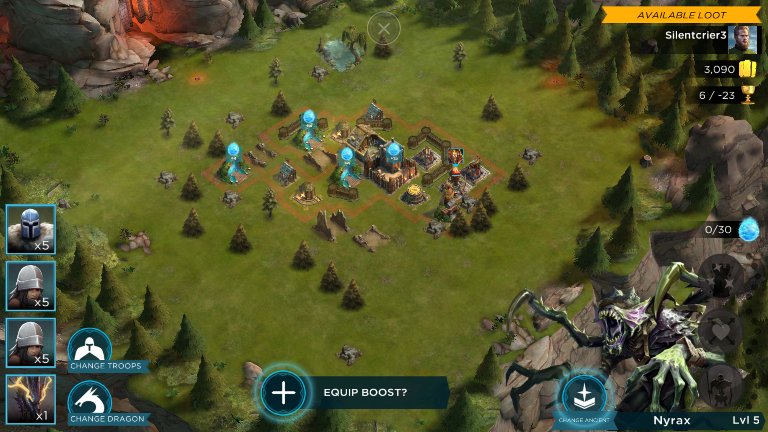 AVAILABLE LOOT
Silentcrier3
3,090
6 / -23
x5
x5
x5
x1
0/30
CHANGE TROOPS
CHANGE DRAGON
EQUIP BOOST?
CHANGE ANCIENT
Nyrax Lvl 5